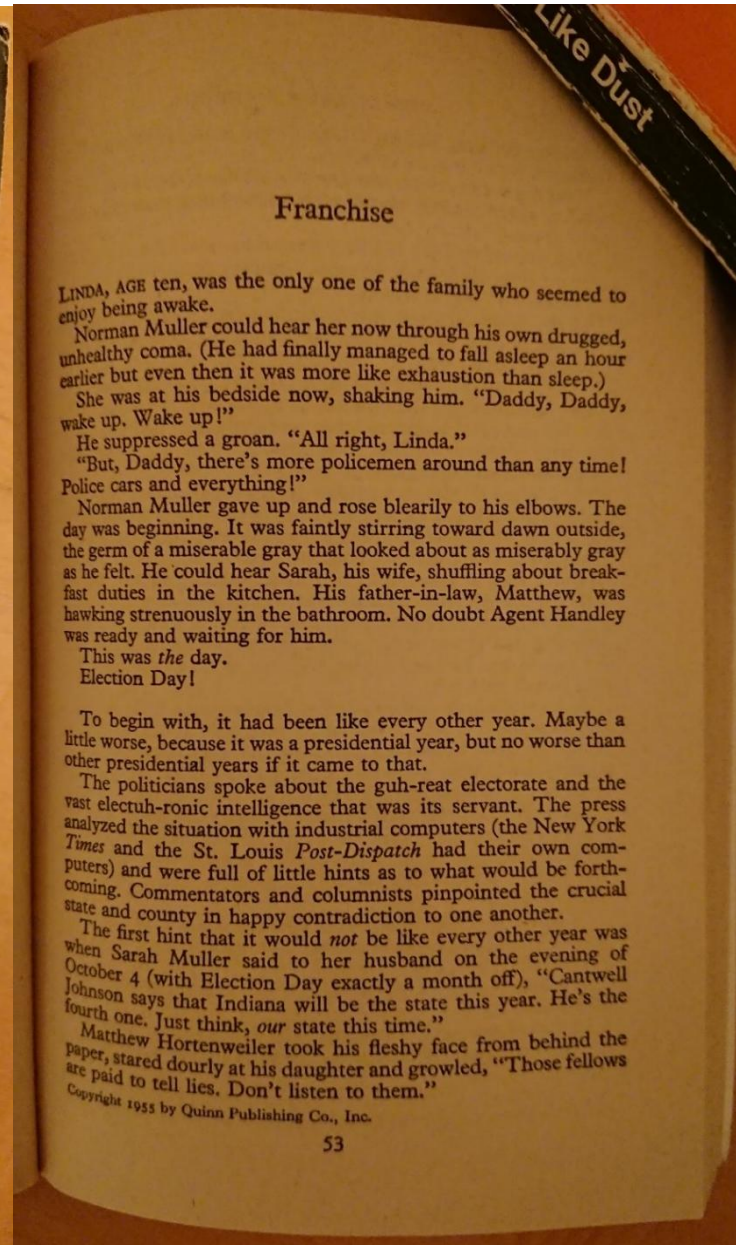 Like Dust
Franchise
LINDA, AGE ten, was the only one of the family who seemed to
enjoy being awake.
Norman Muller could hear her now through his own drugged,
unhealthy coma. (He had finally managed to fall asleep an hour
earlier but even then it was more like exhaustion than sleep.)
She was at his bedside now, shaking him. “Daddy, Daddy,
wake up. Wake up!”
He suppressed a groan. “All right, Linda.”
“But, Daddy, there’s more policemen around than any time!
Police cars and everything!”
Norman Muller gave up and rose blearily to his elbows. The
day was beginning. It was faintly stirring toward dawn outside,
the germ of a miserable gray that looked about as miserably gray
as he felt. He could hear Sarah, his wife, shuffling about break-
fast duties in the kitchen. His father-in-law, Matthew, was
hawking strenuously in the bathroom. No doubt Agent Handley
was ready and waiting for him.
This was the day.
Election Day!
To begin with, it had been like every other year. Maybe a
little worse, because it was a presidential year, but no worse than
other presidential years if it came to that.
The politicians spoke about the guh-reat electorate and the
vast electuh-ronic intelligence that was its servant. The press
analyzed the situation with industrial computers (the New York
Times and the St. Louis Post-Dispatch had their own com-
puters) and were full of little hints as to what would be forth-
coming. Commentators and columnists pinpointed the crucial
state and county in happy contradiction to one another.
The first hint that it would not be like every other year was
when Sarah Muller said to her husband on the evening of
October 4 (with Election Day exactly a month off), “Cantwell
Johnson says that Indiana will be the state this year. He’s the
fourth one. Just think, our state this time.”
Matthew Hortenweiler took his fleshy face from behind the
paper, stared dourly at his daughter and growled, “Those fellows
are paid to tell lies. Don’t listen to them.”
Copyright 1955 by Quinn Publishing Co., Inc.
53